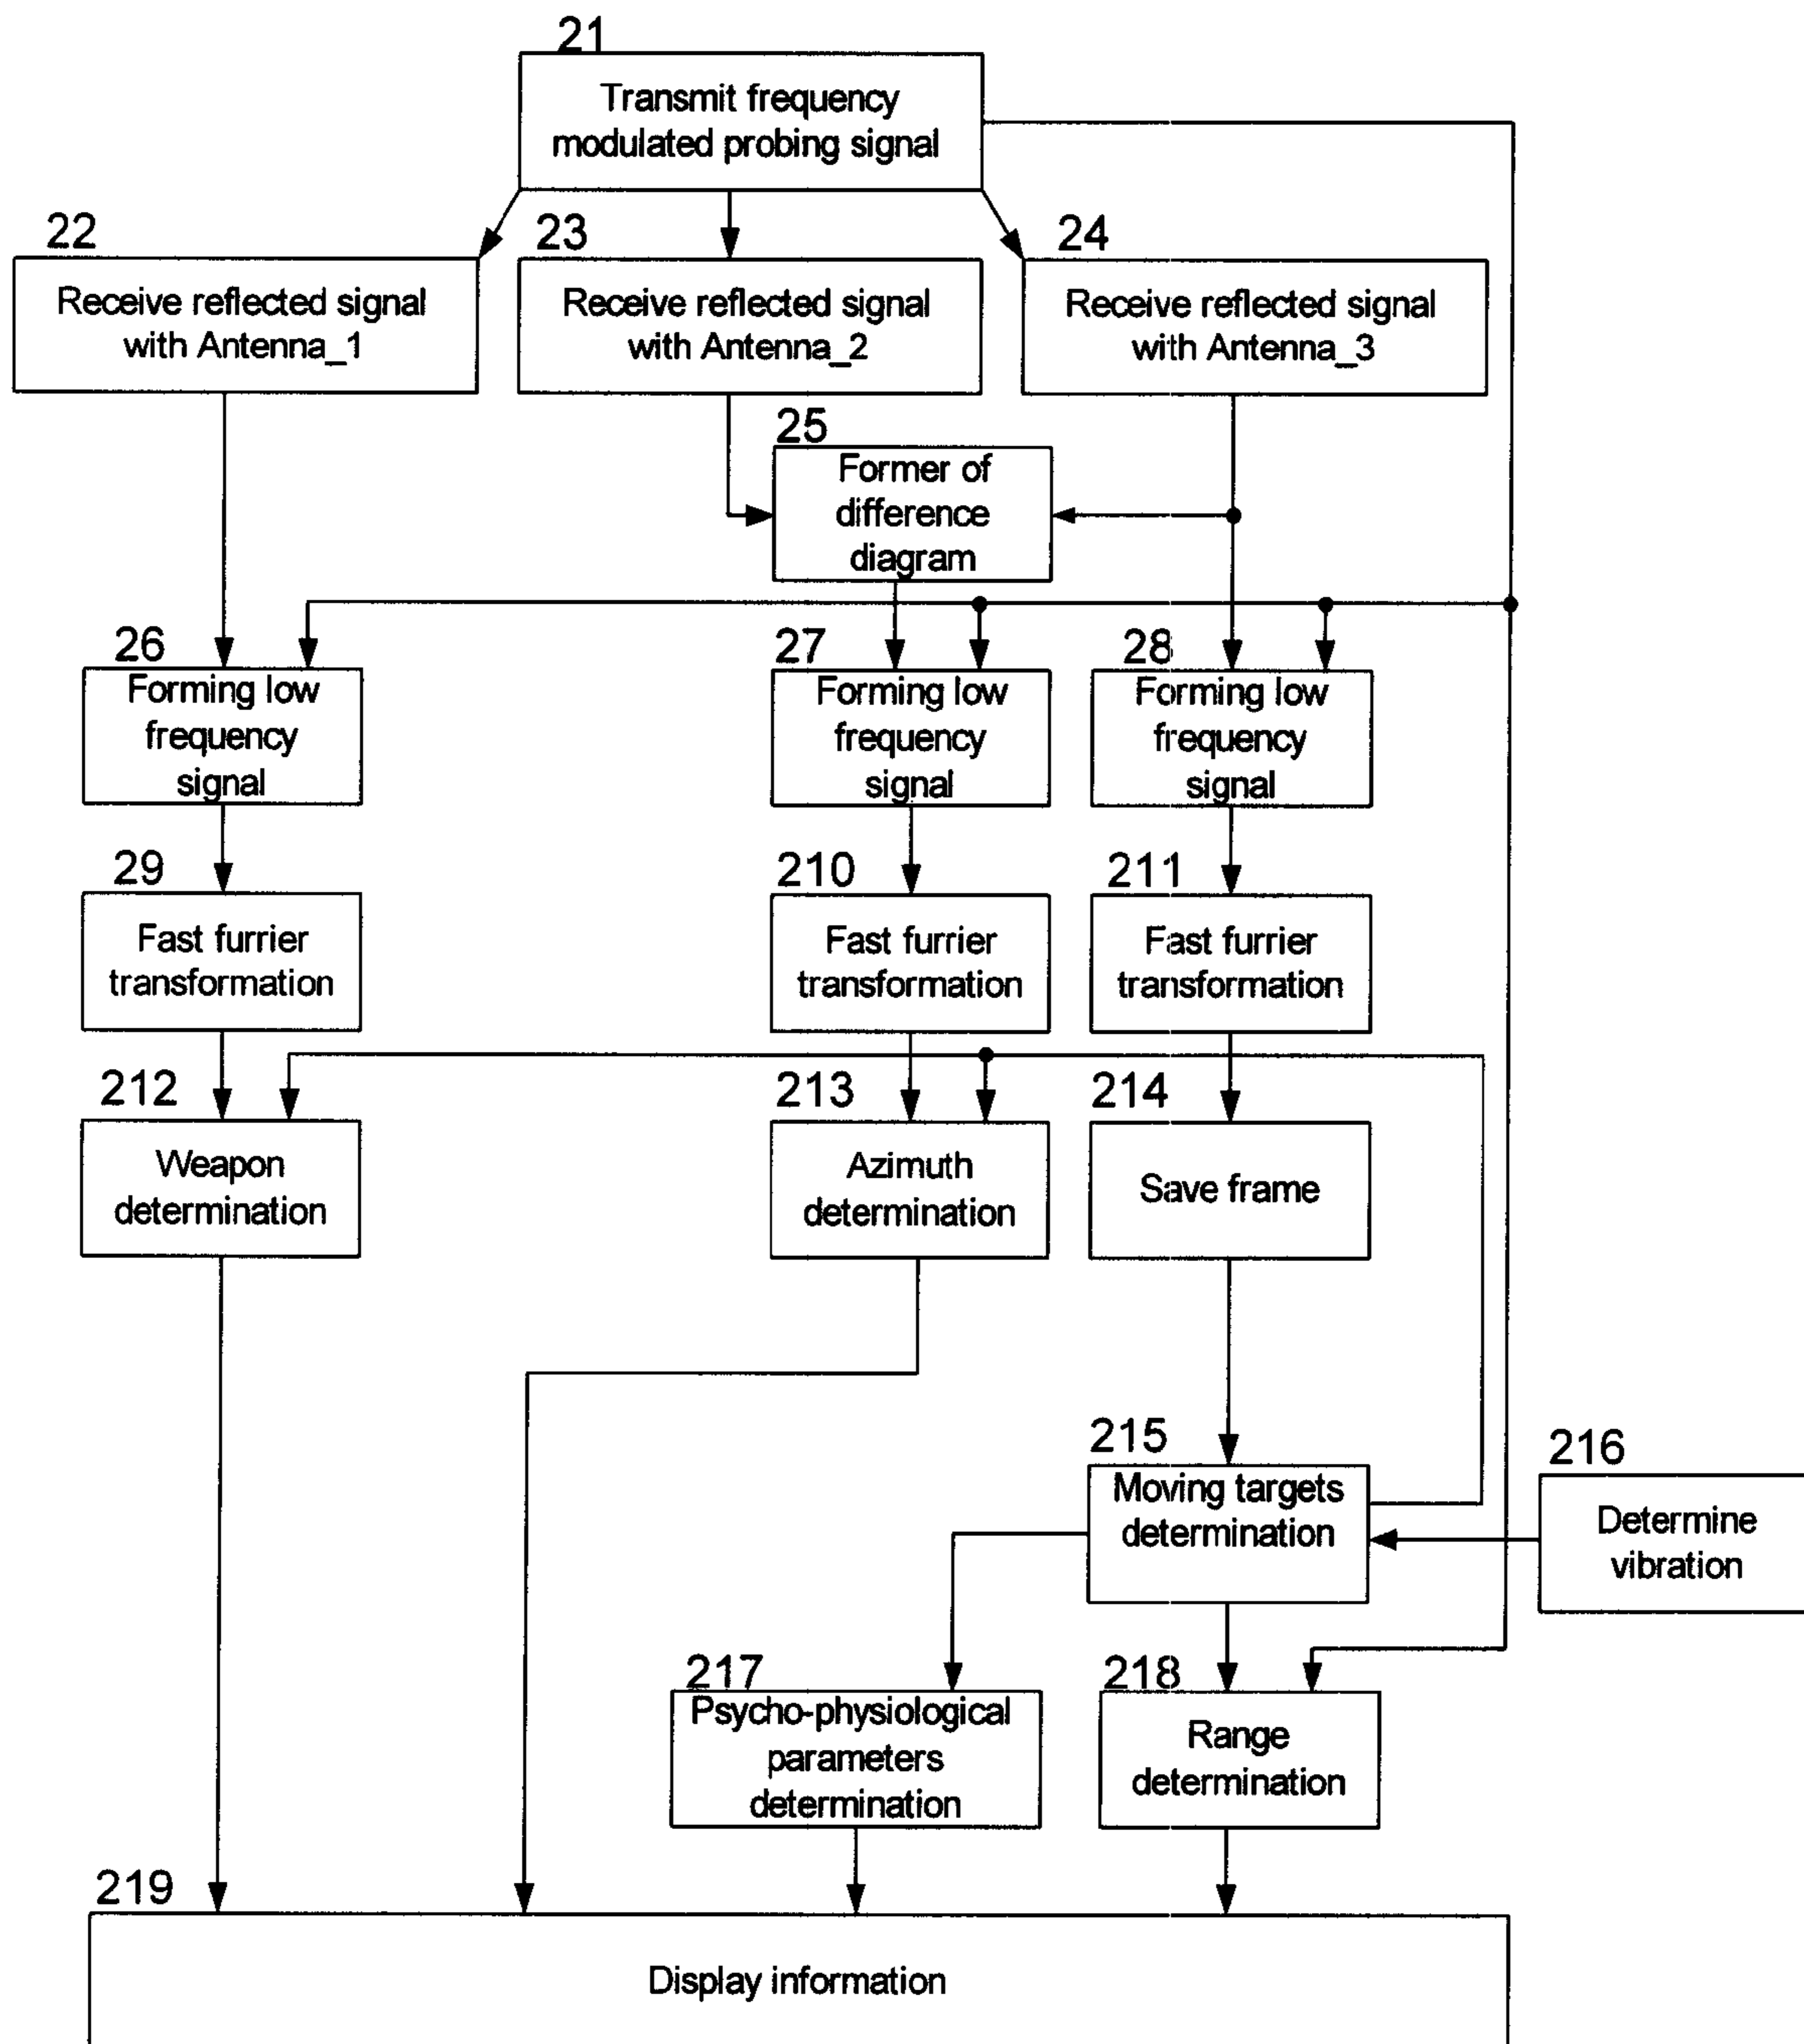 21
Transmit frequency
modulated probing signal
22
23
24
Receive reflected signal
with Antenna_1
Receive reflected signal
with Antenna_2
Receive reflected signal
with Antenna_3
25
Former of
difference
diagram
26
27
28
Forming low
frequency
signal
Forming low
frequency
signal
Forming low
frequency
signal
29
210
211
Fast furrier
transformation
Fast furrier
transformation
Fast furrier
transformation
212
213
214
Weapon
determination
Azimuth
determination
Save frame
215
216
Moving targets
determination
Determine
vibration
217
218
Psycho-physiological
parameters
determination
Range
determination
219
Display information